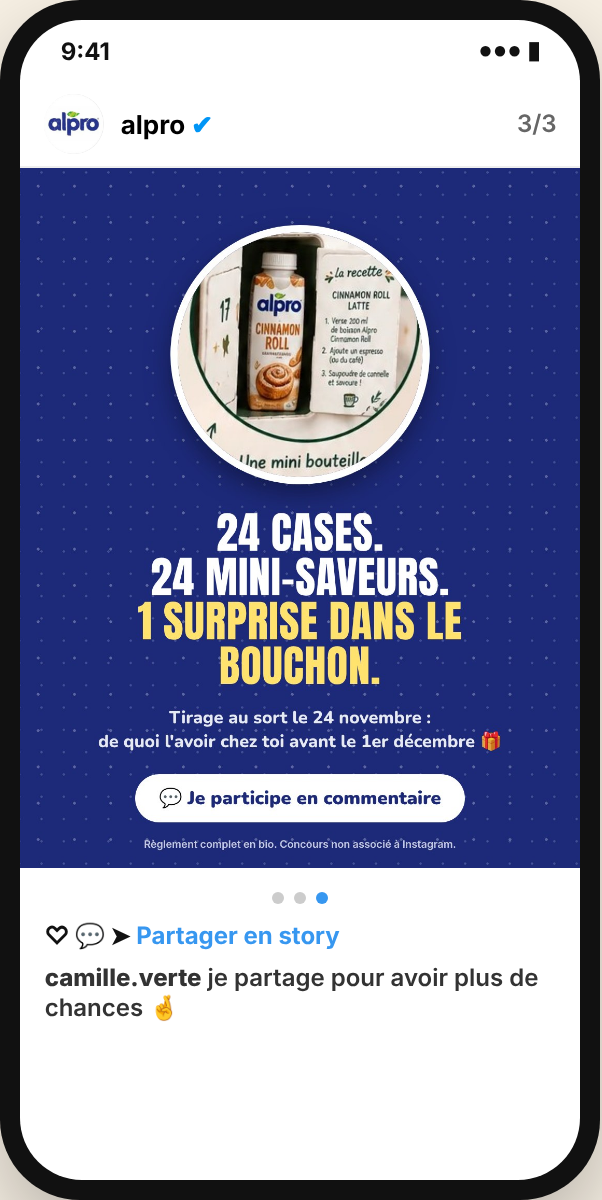 9:41
alpro
alpro ✔
3/3
17
alpro
CINNAMON
ROLL
la recette
CINNAMON ROLL
LATTE
1. Verse 200 ml
de boisson Alpro
Cinnamon Roll
2. Ajoute un espresso
(ou du café)
3. Saupoudre de cannelle
et savoure !
Une mini bouteille
24 CASES.
24 MINI-SAVEURS.
1 SURPRISE DANS LE
BOUCHON.
Tirage au sort le 24 novembre :
de quoi l'avoir chez toi avant le 1er décembre 🎁
💬 Je participe en commentaire
Règlement complet en bio. Concours non associé à Instagram.
♡ 💬 ➤ Partager en story
camille.verte je partage pour avoir plus de
chances 🤞